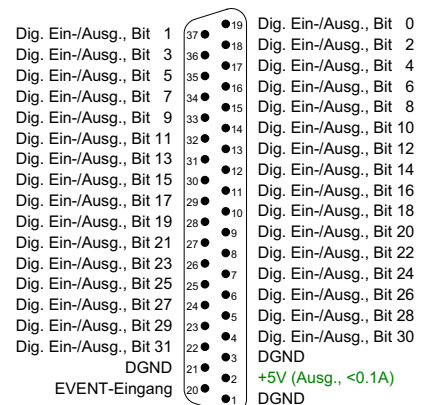 19 Dig. Ein-/Ausg., Bit 0
Dig. Ein-/Ausg., Bit 1 37
18 Dig. Ein-/Ausg., Bit 2
Dig. Ein-/Ausg., Bit 3 36
17 Dig. Ein-/Ausg., Bit 4
Dig. Ein-/Ausg., Bit 5 35
16 Dig. Ein-/Ausg., Bit 6
Dig. Ein-/Ausg., Bit 7 34
15 Dig. Ein-/Ausg., Bit 8
Dig. Ein-/Ausg., Bit 9 33
14 Dig. Ein-/Ausg., Bit 10
Dig. Ein-/Ausg., Bit 11 32
13 Dig. Ein-/Ausg., Bit 12
Dig. Ein-/Ausg., Bit 13 31
12 Dig. Ein-/Ausg., Bit 14
Dig. Ein-/Ausg., Bit 15 30
11 Dig. Ein-/Ausg., Bit 16
Dig. Ein-/Ausg., Bit 17 29
10 Dig. Ein-/Ausg., Bit 18
Dig. Ein-/Ausg., Bit 19 28
9 Dig. Ein-/Ausg., Bit 20
Dig. Ein-/Ausg., Bit 21 27
8 Dig. Ein-/Ausg., Bit 22
Dig. Ein-/Ausg., Bit 23 26
7 Dig. Ein-/Ausg., Bit 24
Dig. Ein-/Ausg., Bit 25 25
6 Dig. Ein-/Ausg., Bit 26
Dig. Ein-/Ausg., Bit 27 24
5 Dig. Ein-/Ausg., Bit 28
Dig. Ein-/Ausg., Bit 29 23
4 Dig. Ein-/Ausg., Bit 30
Dig. Ein-/Ausg., Bit 31 22
3 DGND
DGND 21
2 +5V (Ausg., <0.1A)
EVENT-Eingang 20
1 DGND